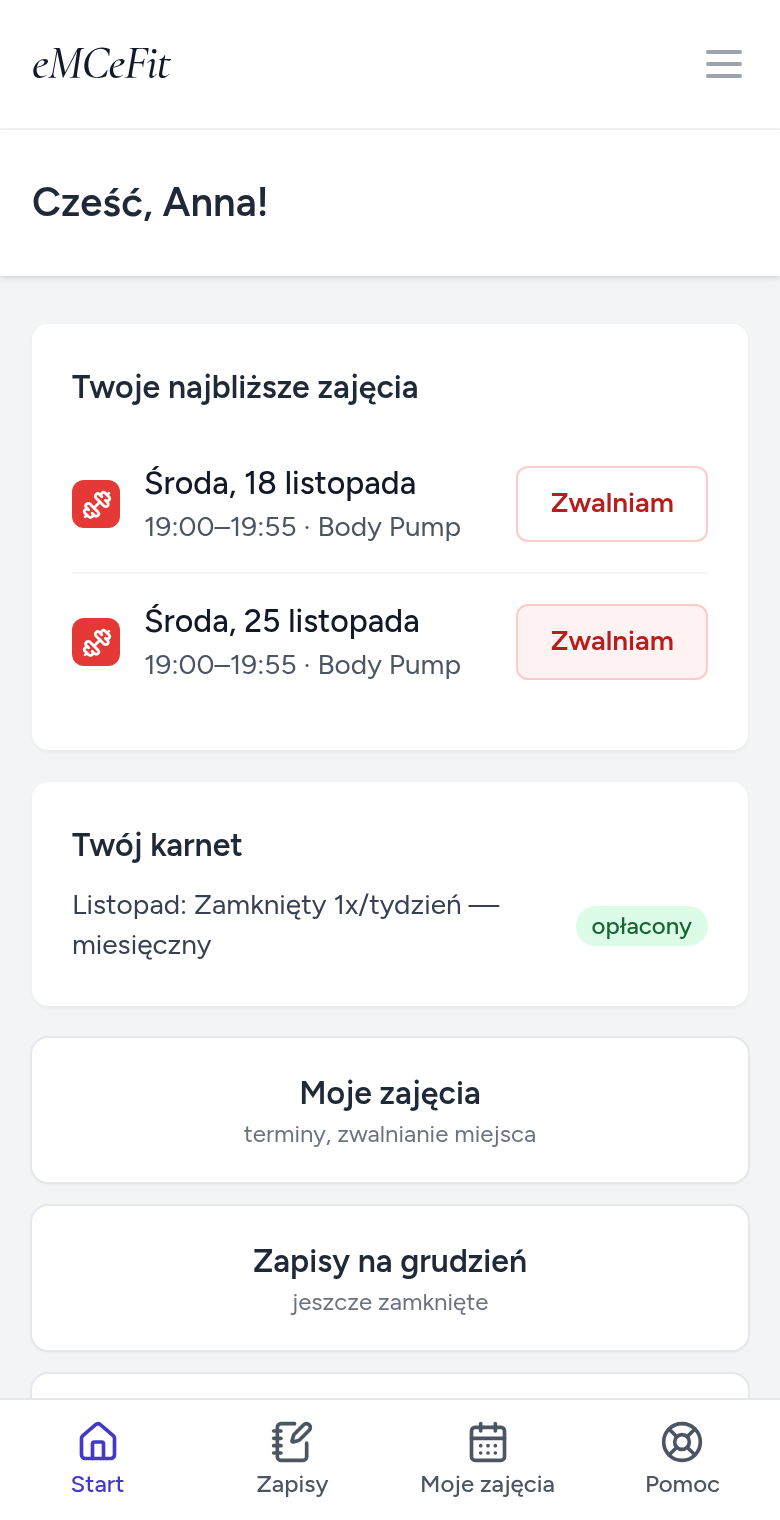 eMCeFit
Cześć, Anna!
Twoje najbliższe zajęcia
Środa, 18 listopada
19:00–19:55 · Body Pump
Zwalniam
Środa, 25 listopada
19:00–19:55 · Body Pump
Zwalniam
Twój karnet
Listopad: Zamknięty 1x/tydzień —
miesięczny
opłacony
Moje zajęcia
terminy, zwalnianie miejsca
Zapisy na grudzień
jeszcze zamknięte
Start
Zapisy
Moje zajęcia
Pomoc